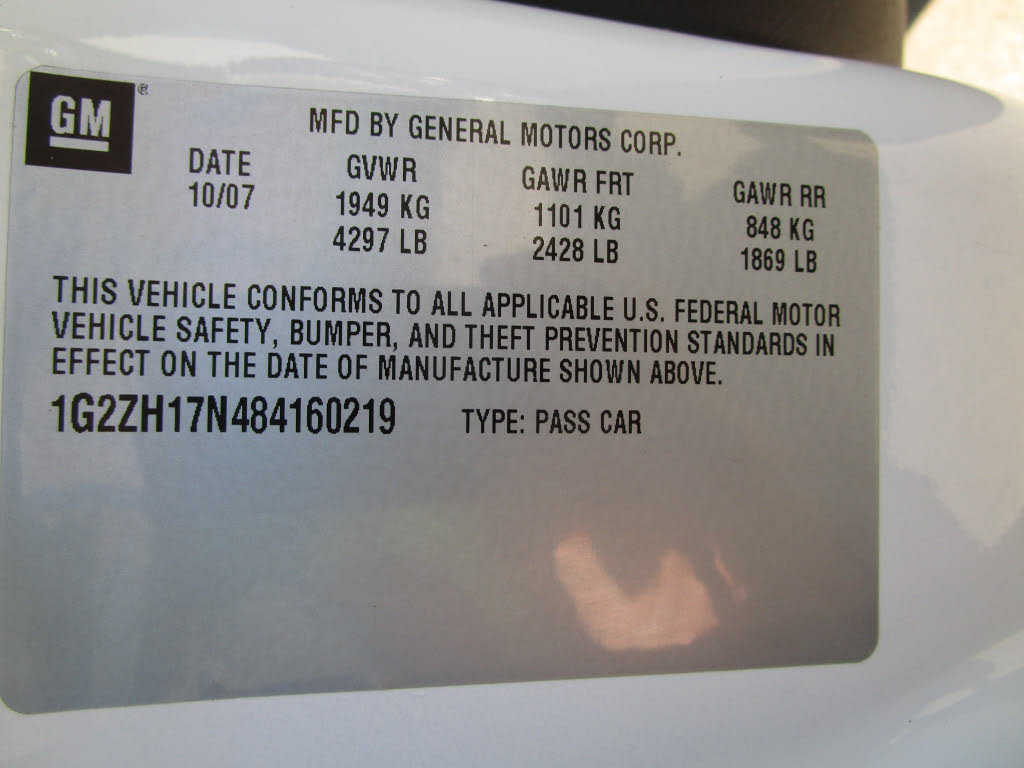 GM ®
MFD BY GENERAL MOTORS CORP.
DATE GVWR GAWR FRT GAWR RR
10/07 1949 KG 1101 KG 848 KG
4297 LB 2428 LB 1869 LB
THIS VEHICLE CONFORMS TO ALL APPLICABLE U.S. FEDERAL MOTOR
VEHICLE SAFETY, BUMPER, AND THEFT PREVENTION STANDARDS IN
EFFECT ON THE DATE OF MANUFACTURE SHOWN ABOVE.
1G2ZH17N484160219 TYPE: PASS CAR